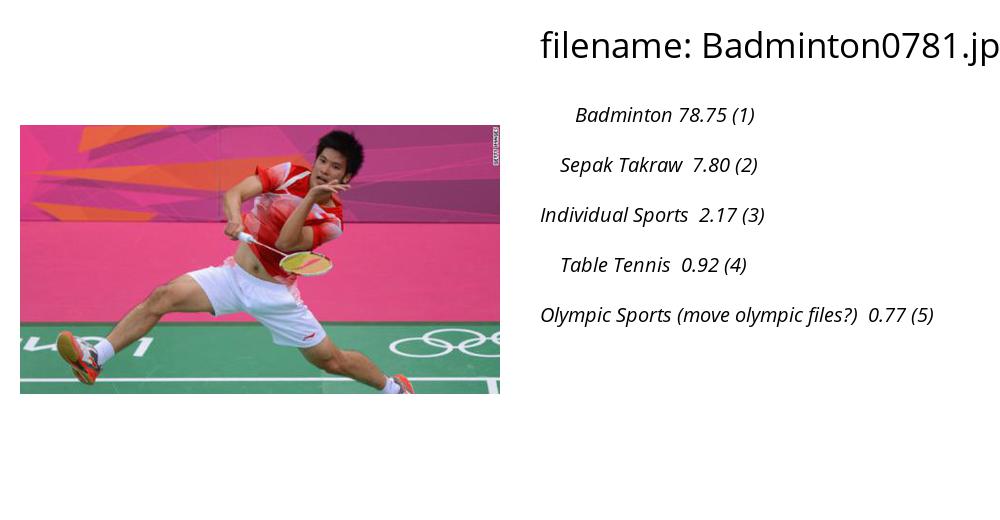 filename: Badminton0781.jp
Badminton 78.75 (1)
Sepak Takraw 7.80 (2)
Individual Sports 2.17 (3)
Table Tennis 0.92 (4)
Olympic Sports (move olympic files?) 0.77 (5)
GETTY IMAGES